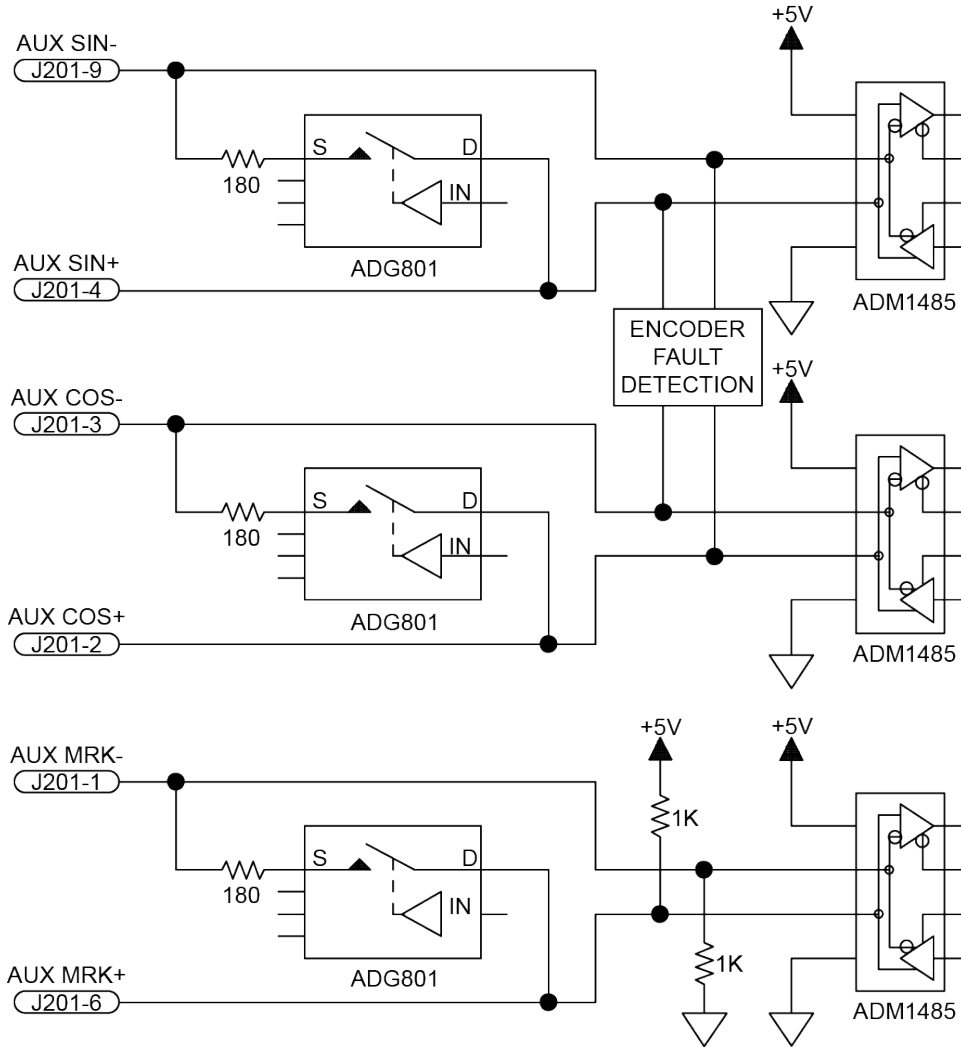 +5V
AUX SIN-
J201-9
S
D
180
IN
ADG801
AUX SIN+
J201-4
ADM1485
ENCODER
FAULT
DETECTION
+5V
AUX COS-
J201-3
S
D
180
IN
ADG801
AUX COS+
J201-2
ADM1485
+5V
+5V
AUX MRK-
J201-1
1K
S
D
180
IN
ADG801
1K
AUX MRK+
J201-6
ADM1485